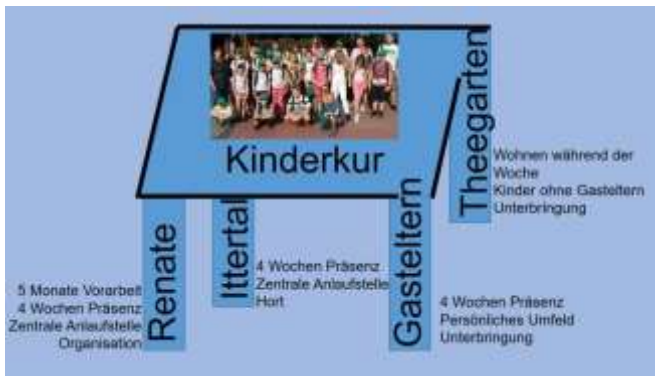 Kinderkur
Renate
5 Monate Vorarbeit
4 Wochen Präsenz
Zentrale Anlaufstelle
Organisation
Ittertal
4 Wochen Präsenz
Zentrale Anlaufstelle
Hort
Gasteltern
4 Wochen Präsenz
Persönliches Umfeld
Unterbringung
Theegarten
Wohnen während der
Woche
Kinder ohne Gasteltern
Unterbringung